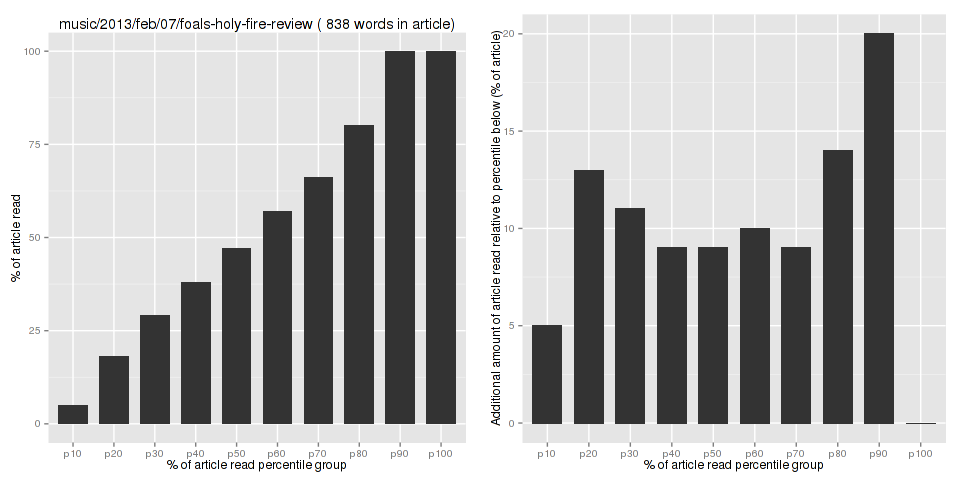 music/2013/feb/07/foals-holy-fire-review ( 838 words in article)
% of article read
100
75
50
25
0
p10 p20 p30 p40 p50 p60 p70 p80 p90 p100
% of article read percentile group
Additional amount of article read relative to percentile below (% of article)
20
15
10
5
0
p10 p20 p30 p40 p50 p60 p70 p80 p90 p100
% of article read percentile group